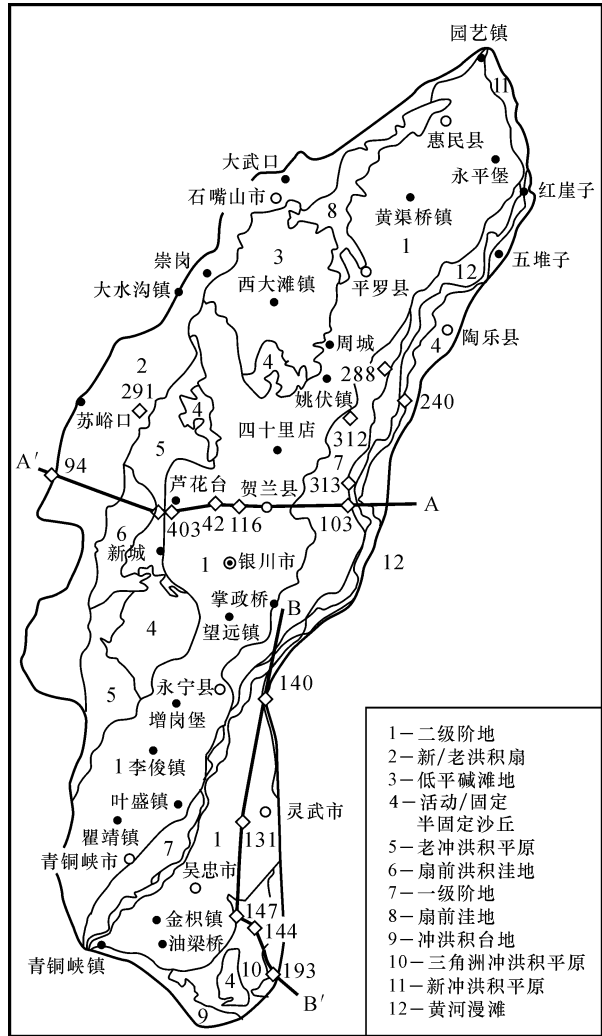 园艺镇
11
惠民县
大武口
永平堡
石嘴山市
红崖子
8
黄渠桥镇
1
3
崇岗
12
五堆子
西大滩镇
平罗县
大水沟镇
陶乐县
周城
4
2
4
288
291
姚伏镇
240
苏峪口
4
312
四十里店
5
7
A′
94
芦花台
贺兰县
313
A
403
42
116
103
6
新城
1
银川市
12
掌政桥
B
4
望远镇
永宁县
140
5
增岗堡
1
李俊镇
叶盛镇
灵武市
1
131
瞿靖镇
7
青铜峡市
吴忠市
147
金积镇
144
油梁桥
青铜峡镇
4
10
193
9
B′
1－二级阶地
2－新/老洪积扇
3－低平碱滩地
4－活动/固定
半固定沙丘
5－老冲洪积平原
6－扇前洪积洼地
7－一级阶地
8－扇前洼地
9－冲洪积台地
10－三角洲冲洪积平原
11－新冲洪积平原
12－黄河漫滩